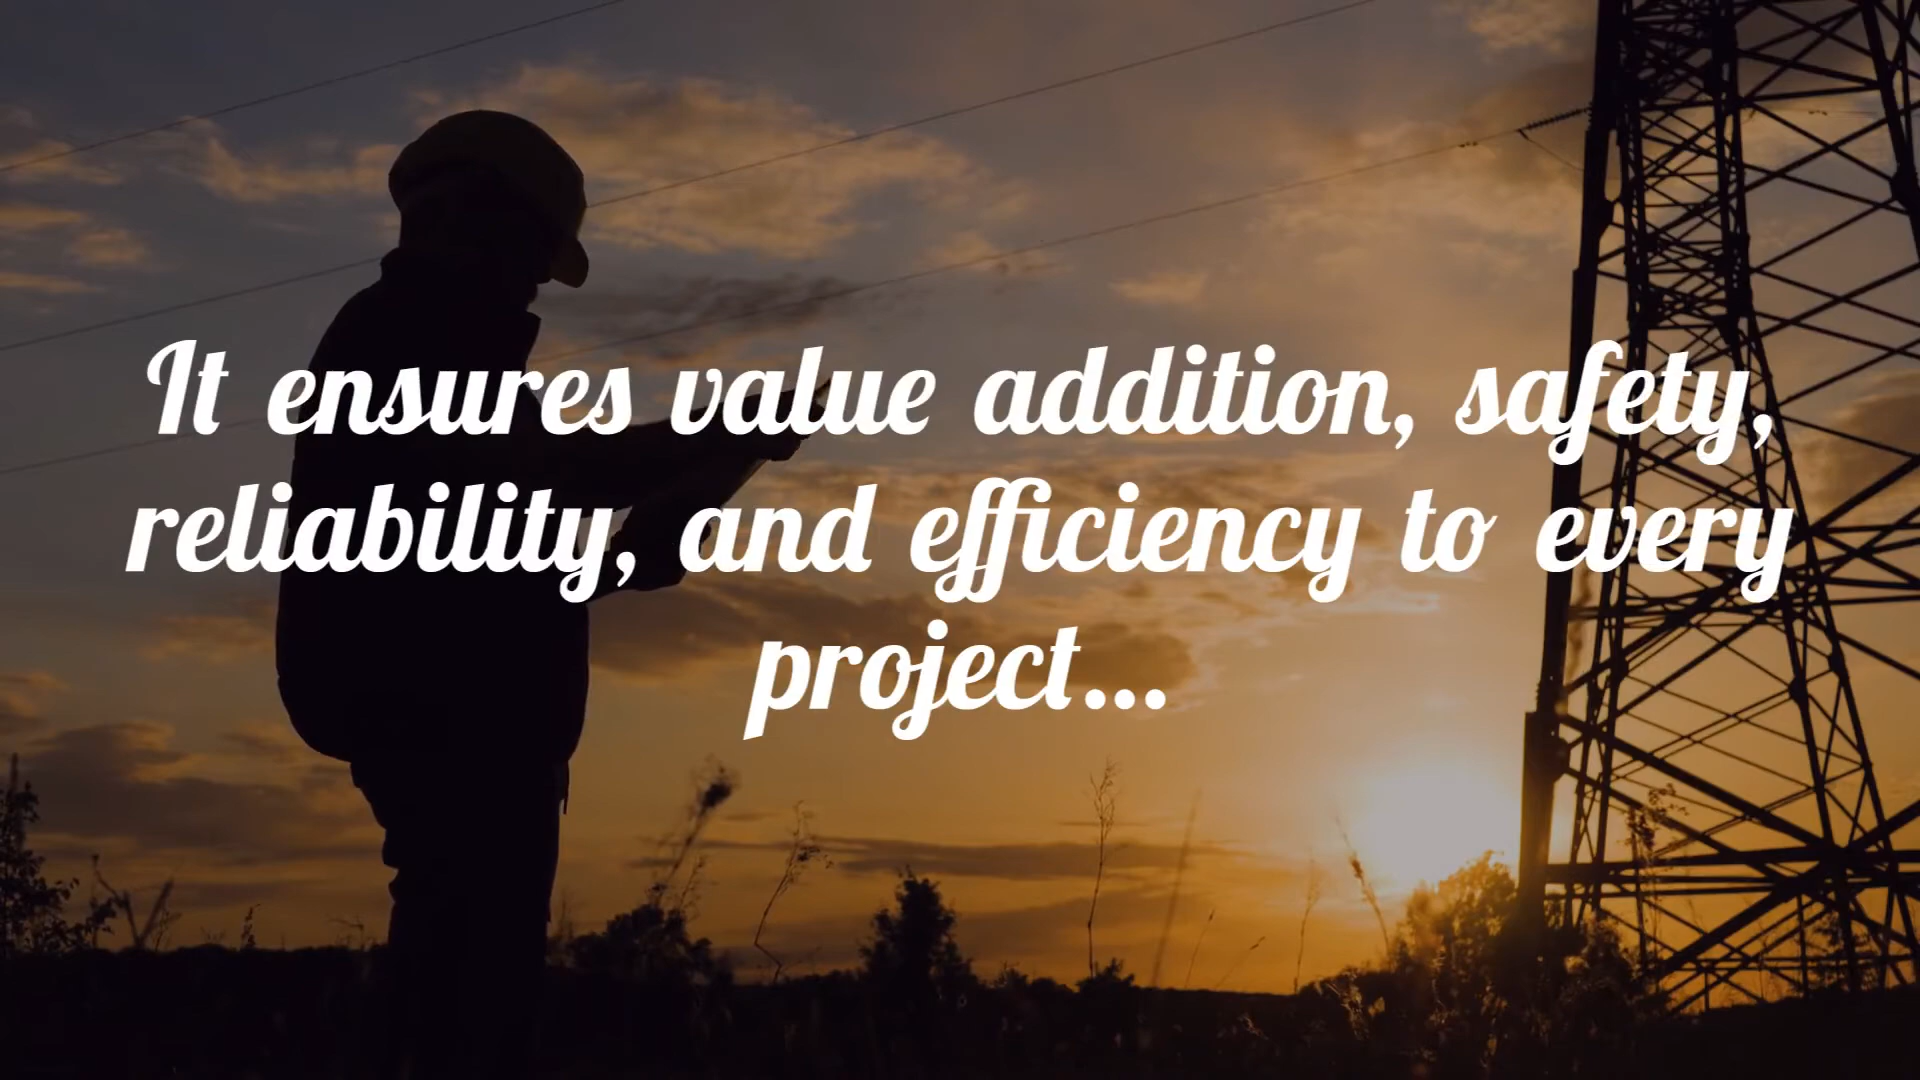 It ensures value addition, safety,
reliability, and efficiency to every
project...